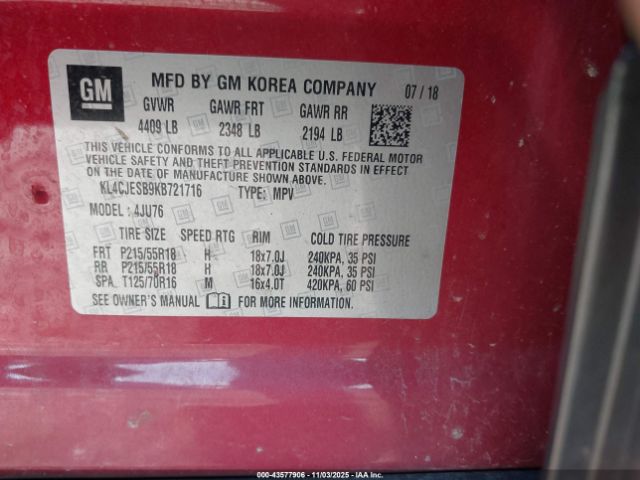 GM MFD BY GM KOREA COMPANY 07 / 18
GVWR GAWR FRT GAWR RR
4409 LB 2348 LB 2194 LB
THIS VEHICLE CONFORMS TO ALL APPLICABLE U.S. FEDERAL MOTOR
VEHICLE SAFETY AND THEFT PREVENTION STANDARDS IN EFFECT
ON THE DATE OF MANUFACTURE SHOWN ABOVE.
KL4CJESB9KB721716 TYPE: MPV
MODEL : 4JU76
TIRE SIZE SPEED RTG RIM COLD TIRE PRESSURE
FRT P215/55R18 H 18x7.0J 240KPA, 35 PSI
RR P215/55R18 H 18x7.0J 240KPA, 35 PSI
SPA T125/70R16 M 16x4.0T 420KPA, 60 PSI
SEE OWNER'S MANUAL FOR MORE INFORMATION.
000-43577906 - 11/03/2025 - IAA Inc.